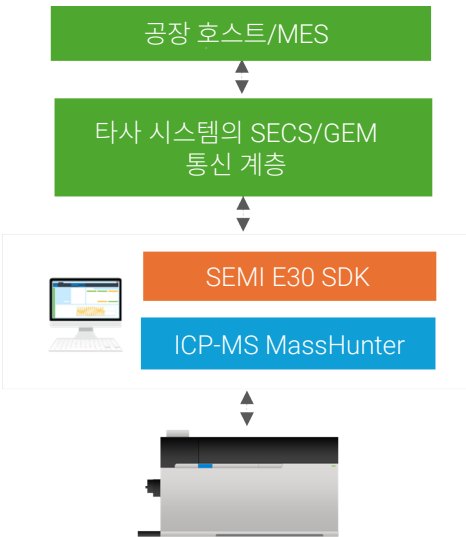 공장 호스트/MES
타사 시스템의 SECS/GEM
통신 계층
SEMI E30 SDK
ICP-MS MassHunter